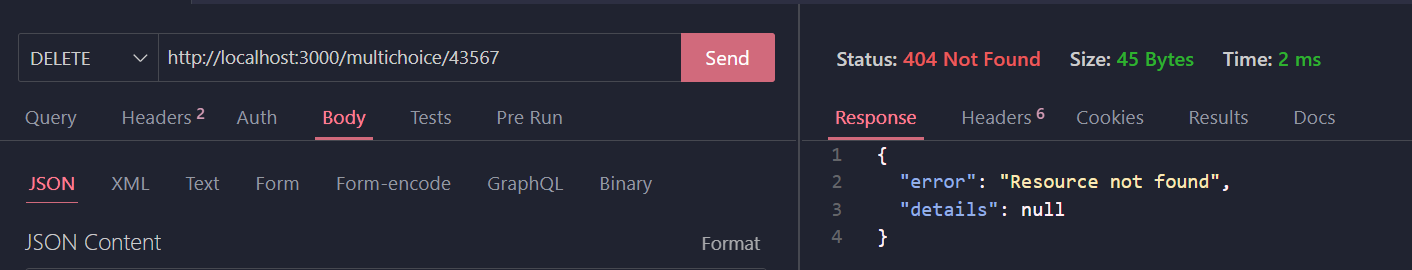 DELETE http://localhost:3000/multichoice/43567 Send
Query Headers 2 Auth Body Tests Pre Run
JSON XML Text Form Form-encode GraphQL Binary
JSON Content Format
Status: 404 Not Found Size: 45 Bytes Time: 2 ms
Response Headers 6 Cookies Results Docs
1 {
2 "error": "Resource not found",
3 "details": null
4 }